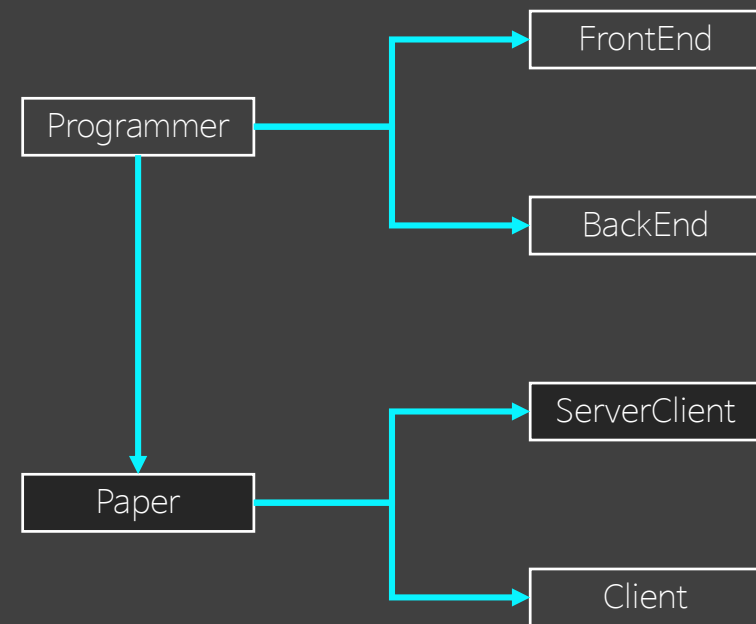 FrontEnd
Programmer
BackEnd
ServerClient
Paper
Client